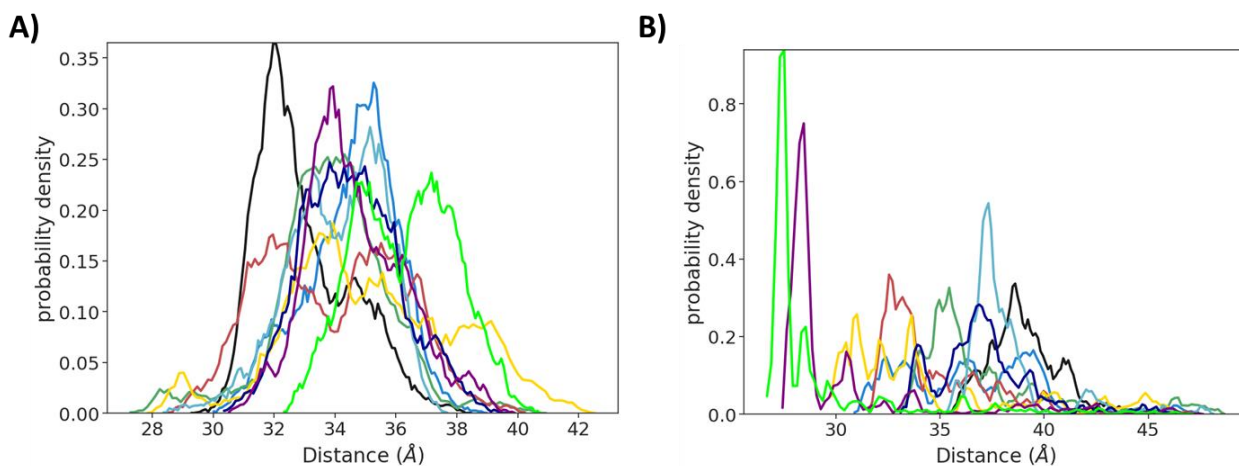 A)
B)
0.35
0.30
0.25
0.20
0.15
0.10
0.05
0.00
probability density
28 30 32 34 36 38 40 42
Distance (Å)
0.8
0.6
0.4
0.2
0.0
probability density
30 35 40 45
Distance (Å)